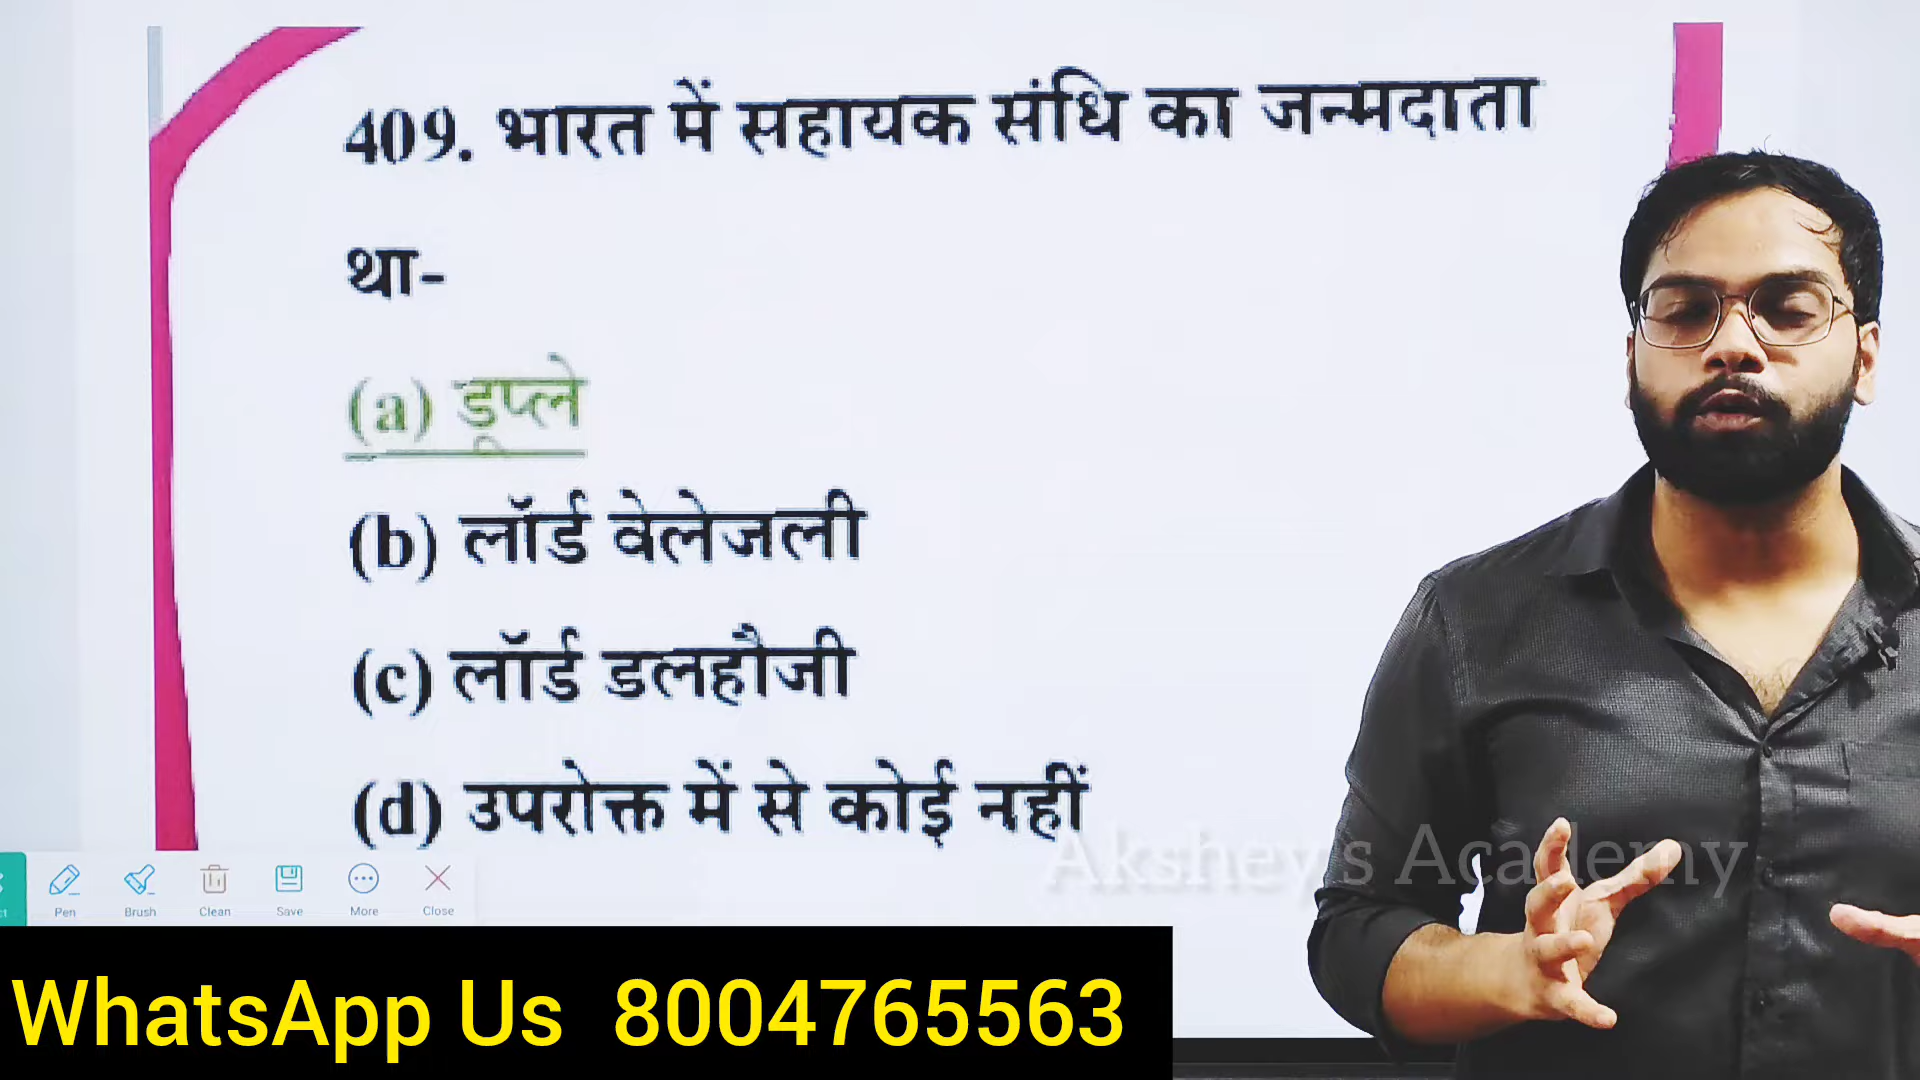 409. भारत में सहायक संधि का जन्मदाता
था-
(a) डूप्ले
(b) लॉर्ड वेलेजली
(c) लॉर्ड डलहौजी
(d) उपरोक्त में से कोई नहीं
Akshey's Academy
ct Pen Brush Clean Save More Close
WhatsApp Us 8004765563